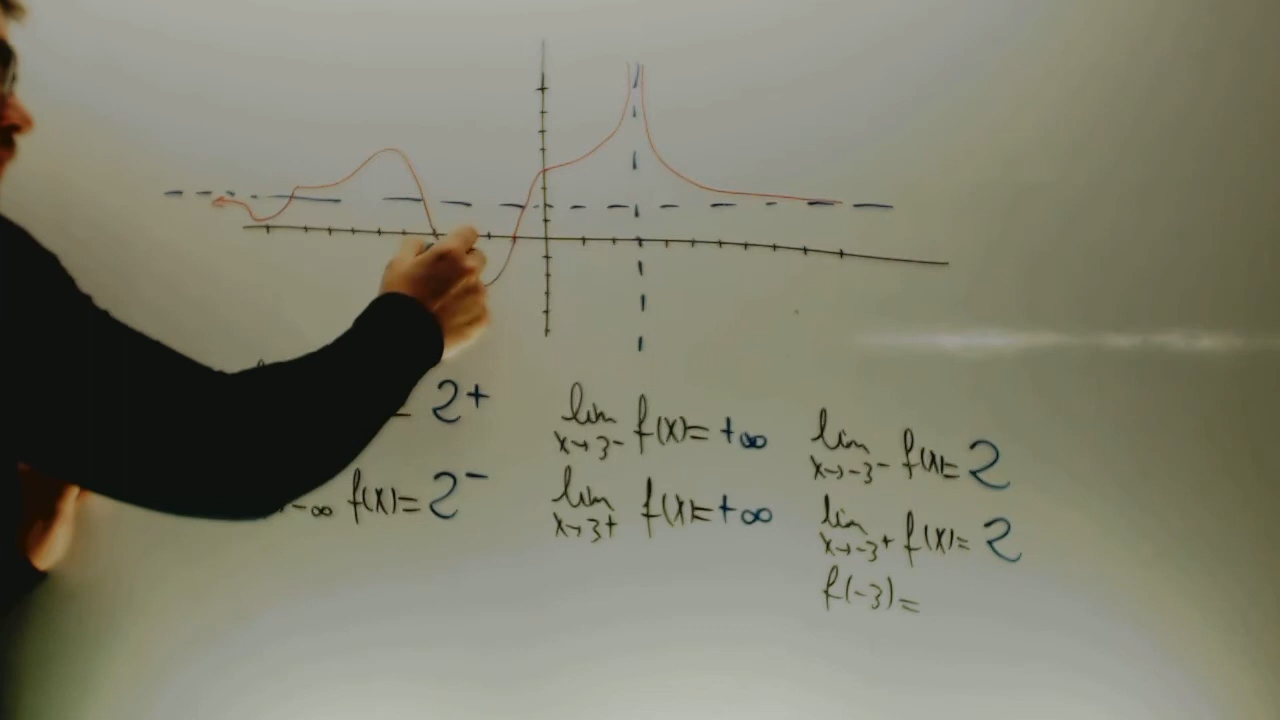 = 2⁺
−∞ f(x)= 2⁻
lim f(x)= +∞
x→3⁻
lim f(x)= +∞
x→3⁺
lim f(x)= 2
x→-3⁻
lim f(x)= 2
x→-3⁺
f(-3)=